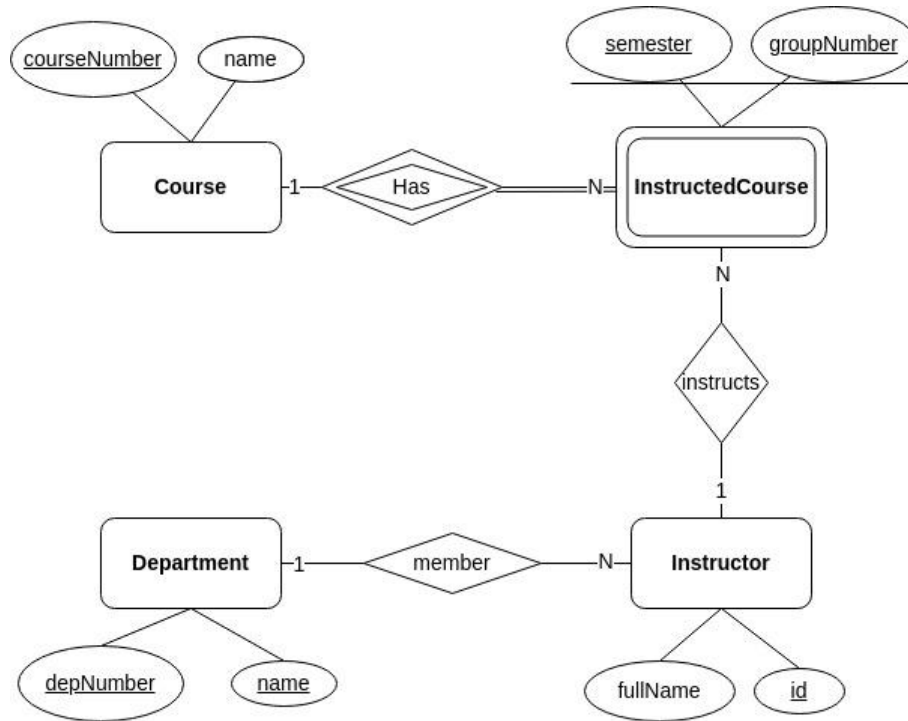 courseNumber
name
semester
groupNumber
Course
1
Has
N
InstructedCourse
N
instructs
1
Department
1
member
N
Instructor
depNumber
name
fullName
id